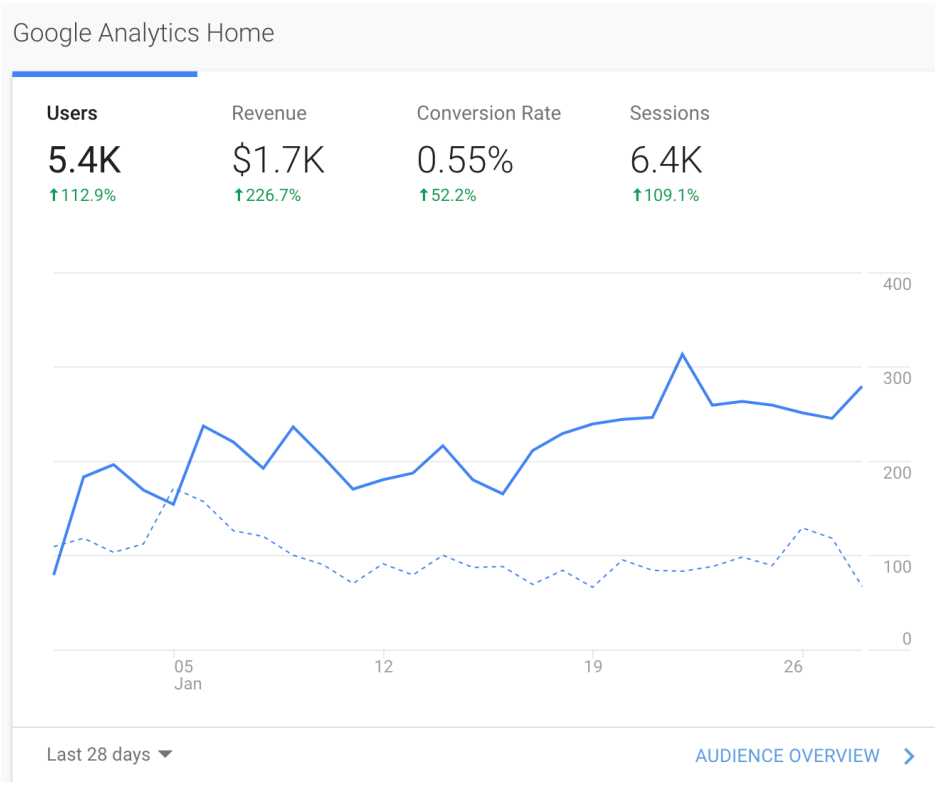 Google Analytics Home
Users Revenue Conversion Rate Sessions
5.4K $1.7K 0.55% 6.4K
↑112.9% ↑226.7% ↑52.2% ↑109.1%
400
300
200
100
0
05 12 19 26
Jan
Last 28 days AUDIENCE OVERVIEW